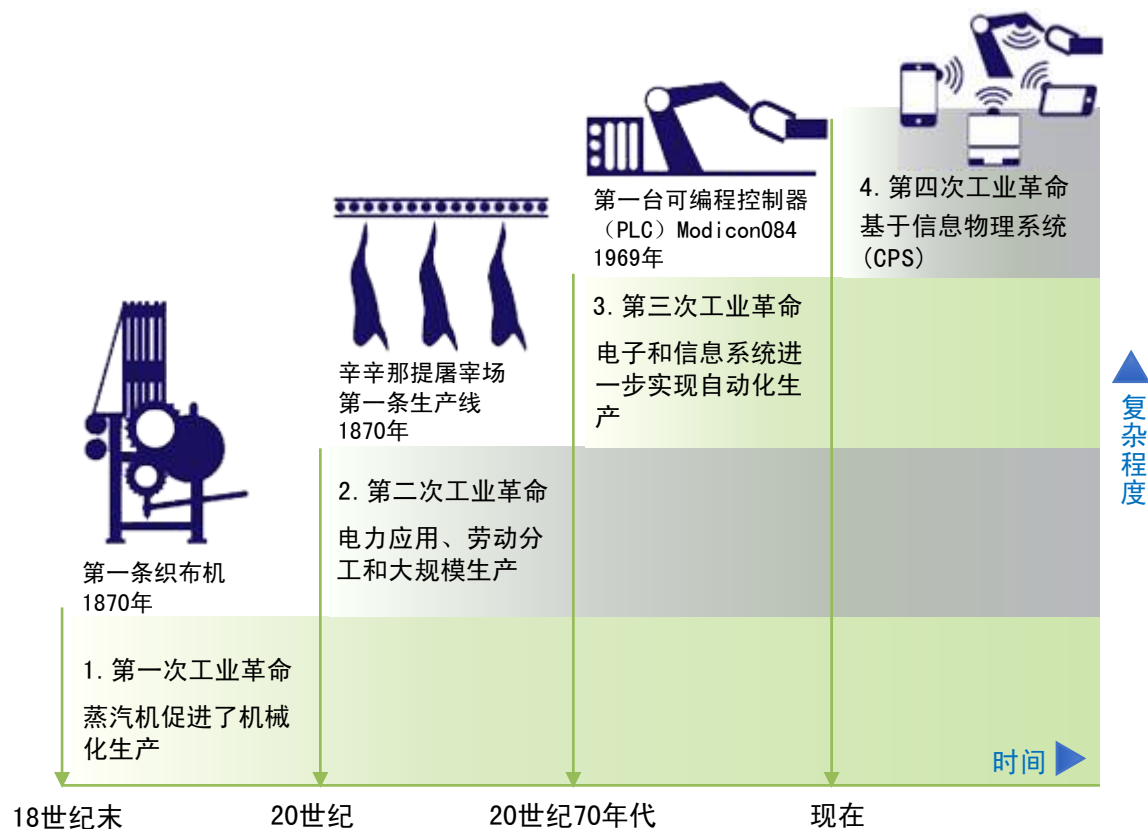 第一条织布机
1870年
1. 第一次工业革命
蒸汽机促进了机械
化生产
辛辛那提屠宰场
第一条生产线
1870年
2. 第二次工业革命
电力应用、劳动分
工和大规模生产
第一台可编程控制器
（PLC）Modicon084
1969年
3. 第三次工业革命
电子和信息系统进
一步实现自动化生
产
4. 第四次工业革命
基于信息物理系统
(CPS)
复杂程度
时间
18世纪末
20世纪
20世纪70年代
现在